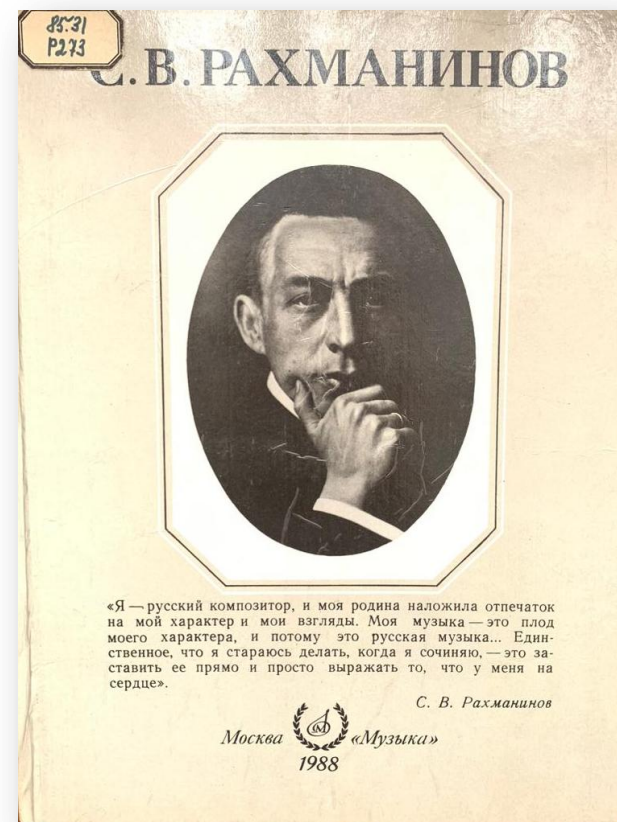 85.31
Р273
С. В. РАХМАНИНОВ
«Я — русский композитор, и моя родина наложила отпечаток
на мой характер и мои взгляды. Моя музыка — это плод
моего характера, и потому это русская музыка... Един-
ственное, что я стараюсь делать, когда я сочиняю, — это за-
ставить ее прямо и просто выражать то, что у меня на
сердце».
С. В. Рахманинов
Москва «Музыка»
1988